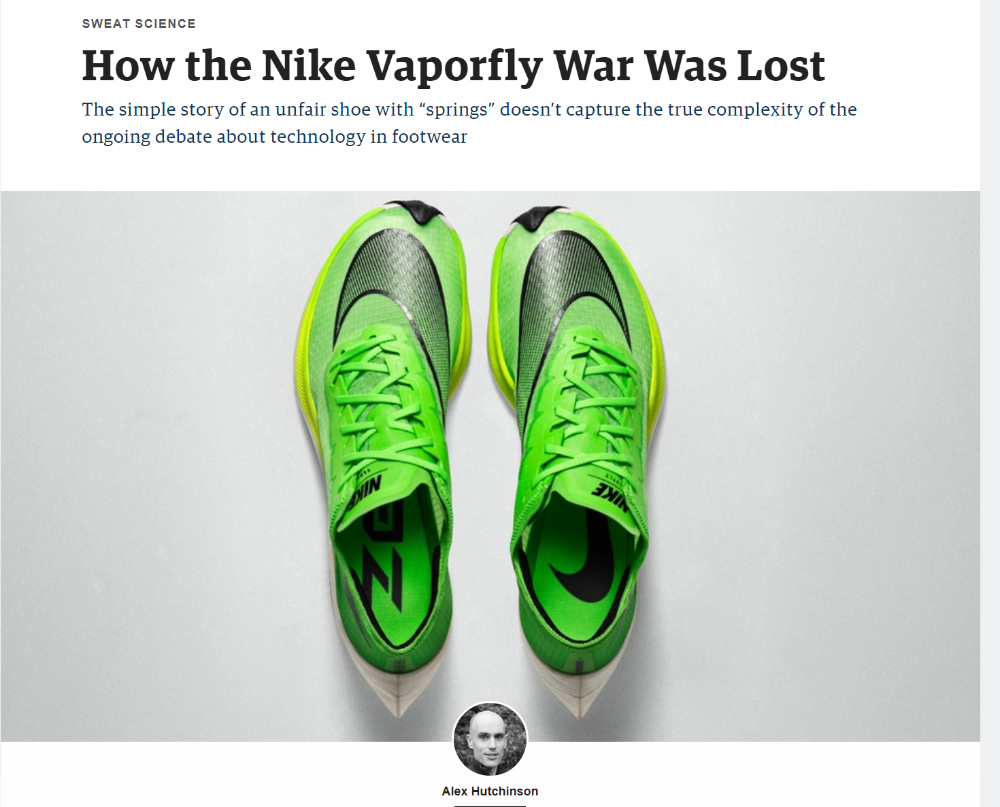 SWEAT SCIENCE
How the Nike Vaporfly War Was Lost
The simple story of an unfair shoe with “springs” doesn’t capture the true complexity of the
ongoing debate about technology in footwear
NIKE
NIKE
Alex Hutchinson